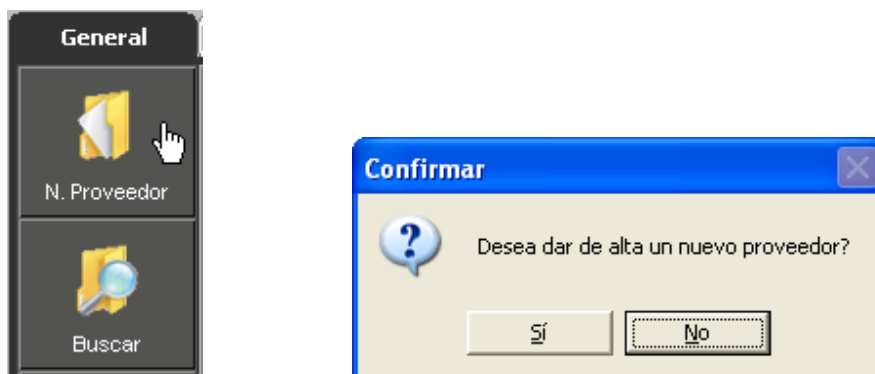 General
N. Proveedor
Buscar
Confirmar
Desea dar de alta un nuevo proveedor?
Sí
No